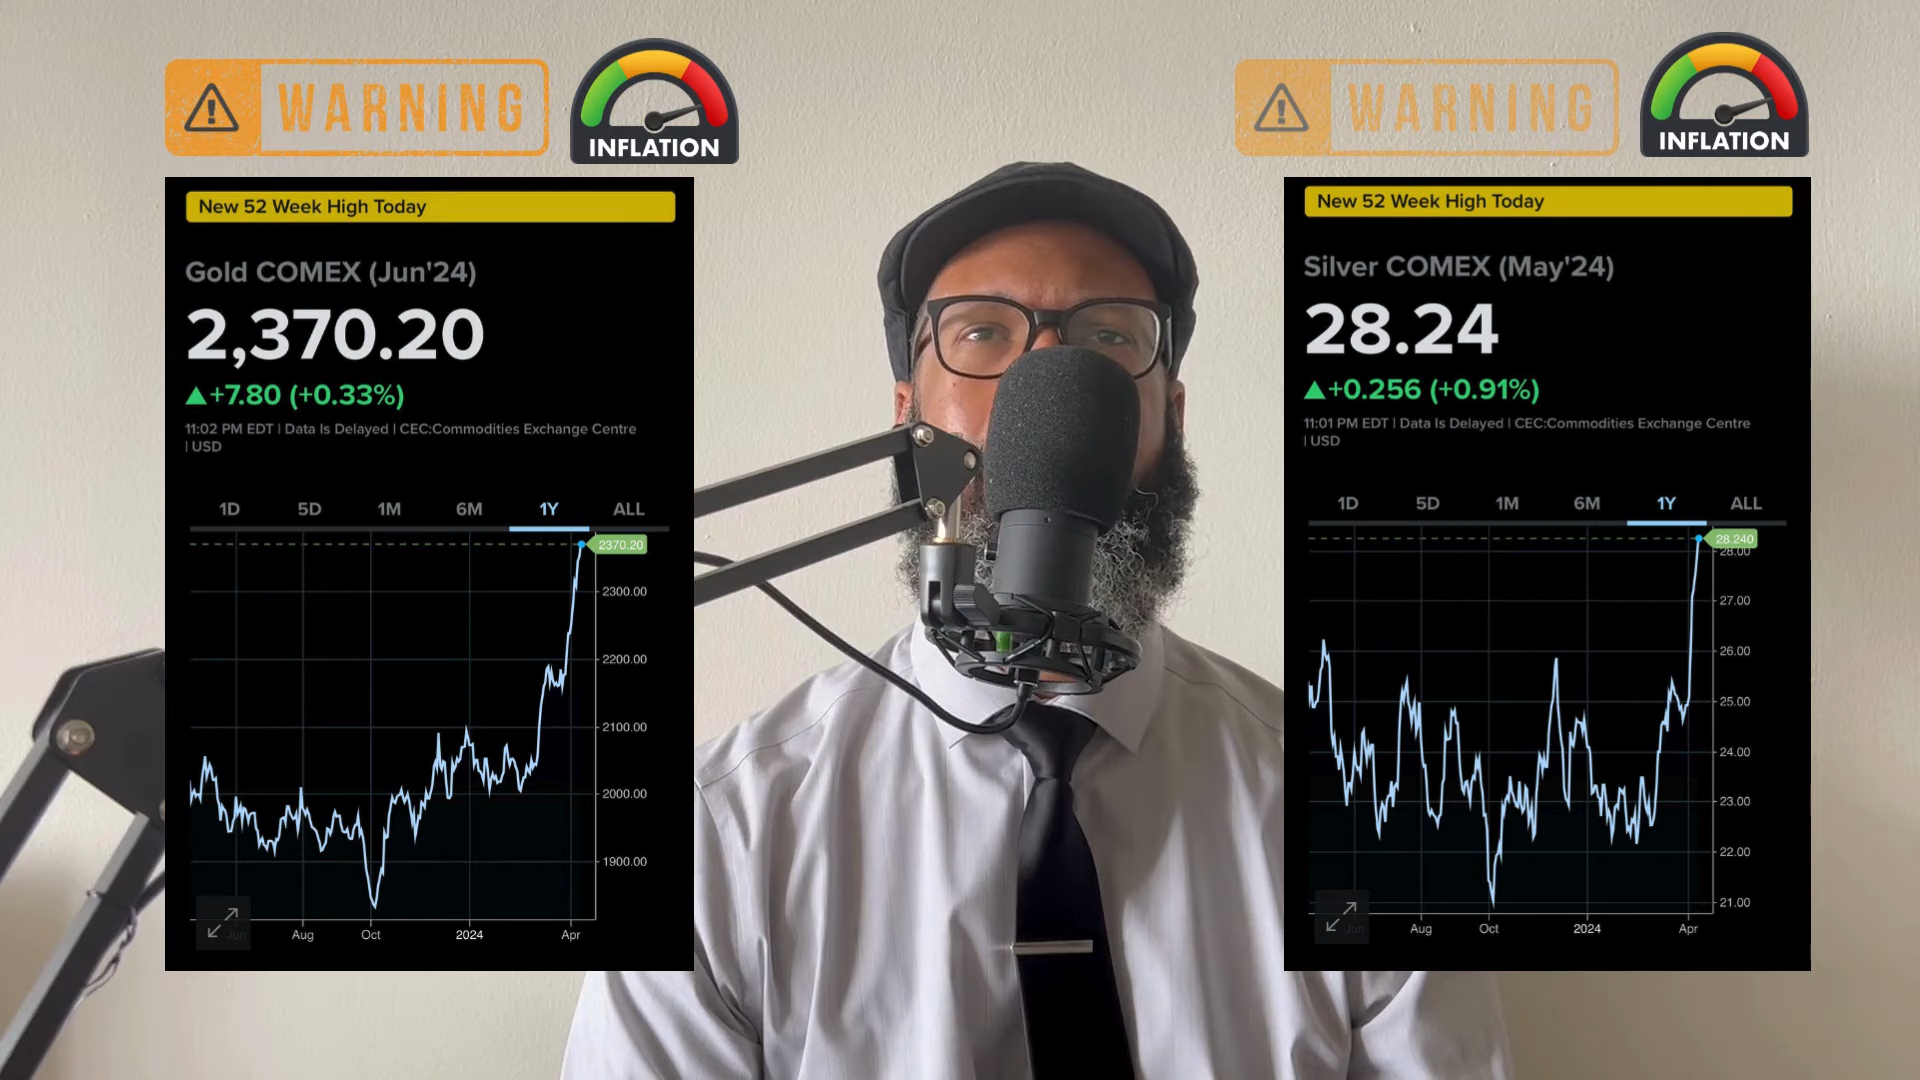 WARNING
INFLATION
WARNING
INFLATION
New 52 Week High Today
Gold COMEX (Jun'24)
2,370.20
+7.80 (+0.33%)
11:02 PM EDT | Data Is Delayed | CEC:Commodities Exchange Centre
| USD
1D 5D 1M 6M 1Y ALL
2370.20
2300.00
2200.00
2100.00
2000.00
1900.00
Jun Aug Oct 2024 Apr
New 52 Week High Today
Silver COMEX (May'24)
28.24
+0.256 (+0.91%)
11:01 PM EDT | Data Is Delayed | CEC:Commodities Exchange Centre
| USD
1D 5D 1M 6M 1Y ALL
28.240
28.00
27.00
26.00
25.00
24.00
23.00
22.00
21.00
Jun Aug Oct 2024 Apr